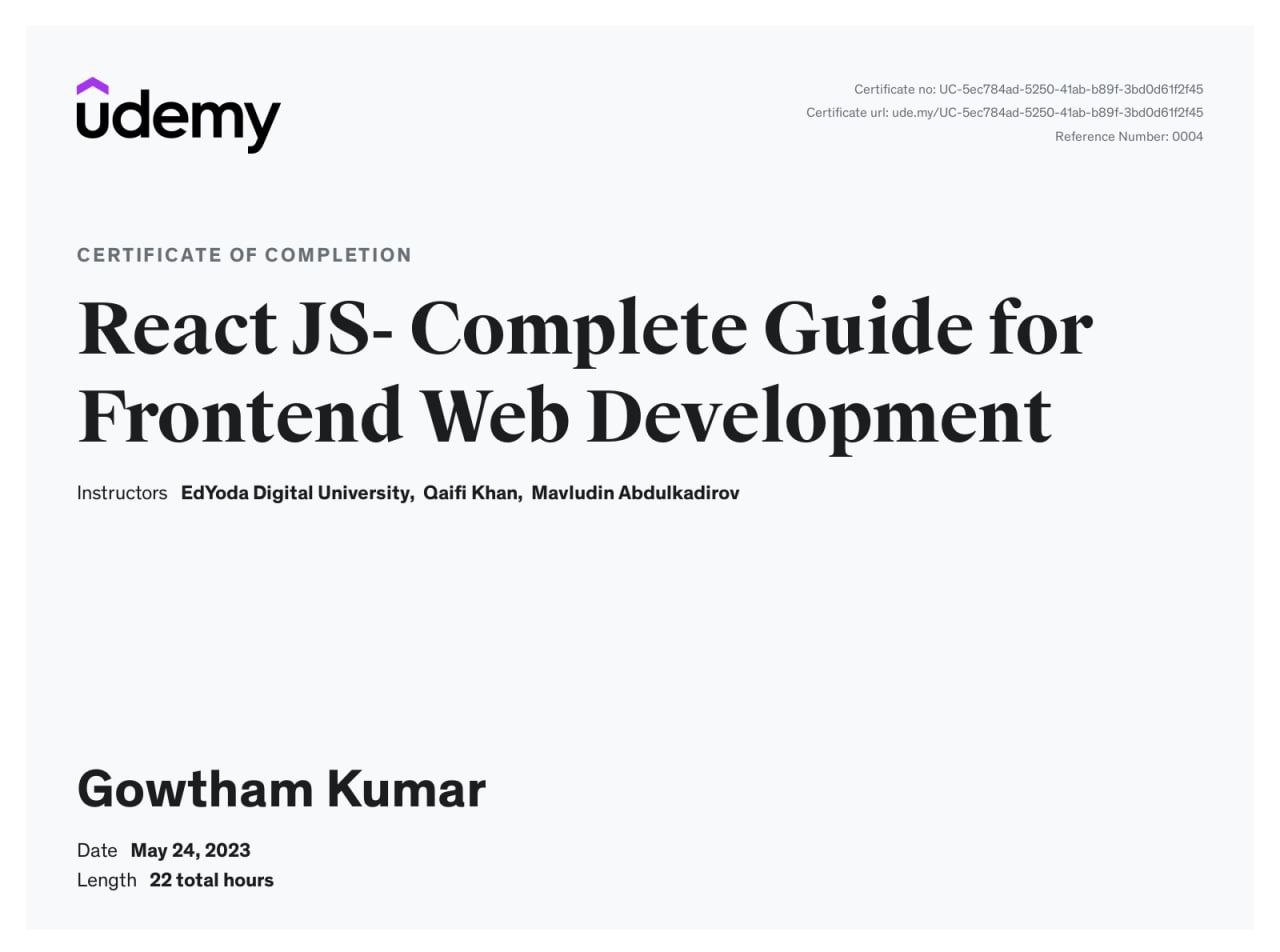 udemy
Certificate no: UC-5ec784ad-5250-41ab-b89f-3bd0d61f2f45
Certificate url: ude.my/UC-5ec784ad-5250-41ab-b89f-3bd0d61f2f45
Reference Number: 0004
CERTIFICATE OF COMPLETION
React JS- Complete Guide for
Frontend Web Development
Instructors EdYoda Digital University, Qaifi Khan, Mavludin Abdulkadirov
Gowtham Kumar
Date May 24, 2023
Length 22 total hours